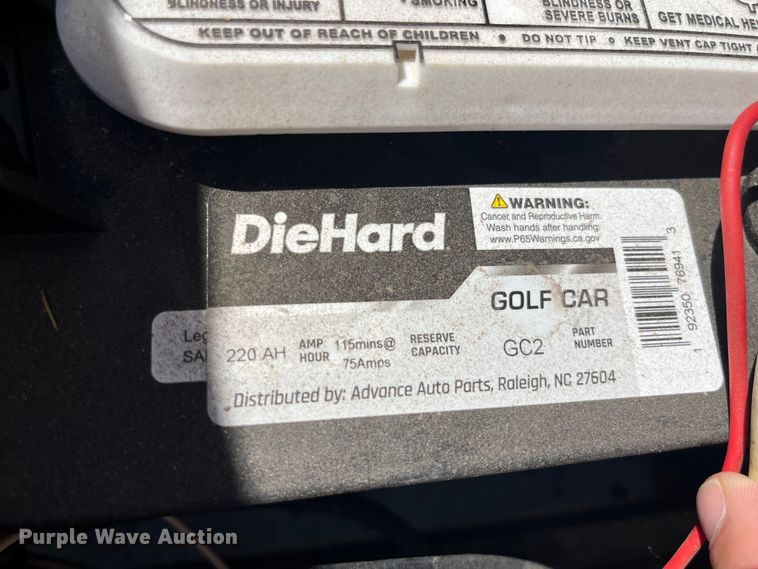 BLINDNESS OR INJURY
• SMOKING
BLINDNESS OR
SEVERE BURNS
GET MEDICAL HE
KEEP OUT OF REACH OF CHILDREN • DO NOT TIP • KEEP VENT CAP TIGHT
DieHard
WARNING:
Cancer and Reproductive Harm.
Wash hands after handling.
www.P65Warnings.ca.gov
GOLF CAR
220 AH AMP HOUR 115mins@ 75Amps RESERVE CAPACITY GC2 PART NUMBER
Distributed by: Advance Auto Parts, Raleigh, NC 27604
1 92350 76941 3
Leg
SA
Purple Wave Auction